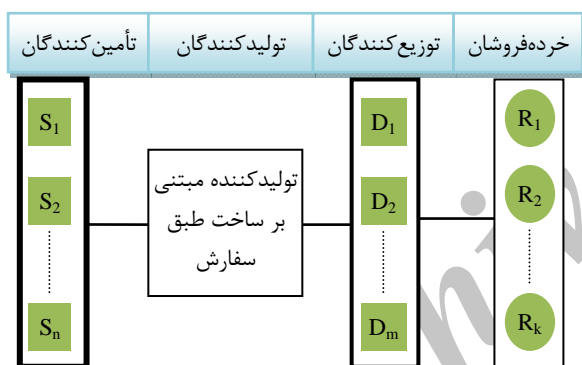 خرده‌فروشان
توزیع‌کنندگان
تولیدکنندگان
تأمین‌کنندگان
R1
D1
S1
R2
D2
تولیدکننده مبتنی
بر ساخت طبق
سفارش
S2
Rk
Dm
Sn